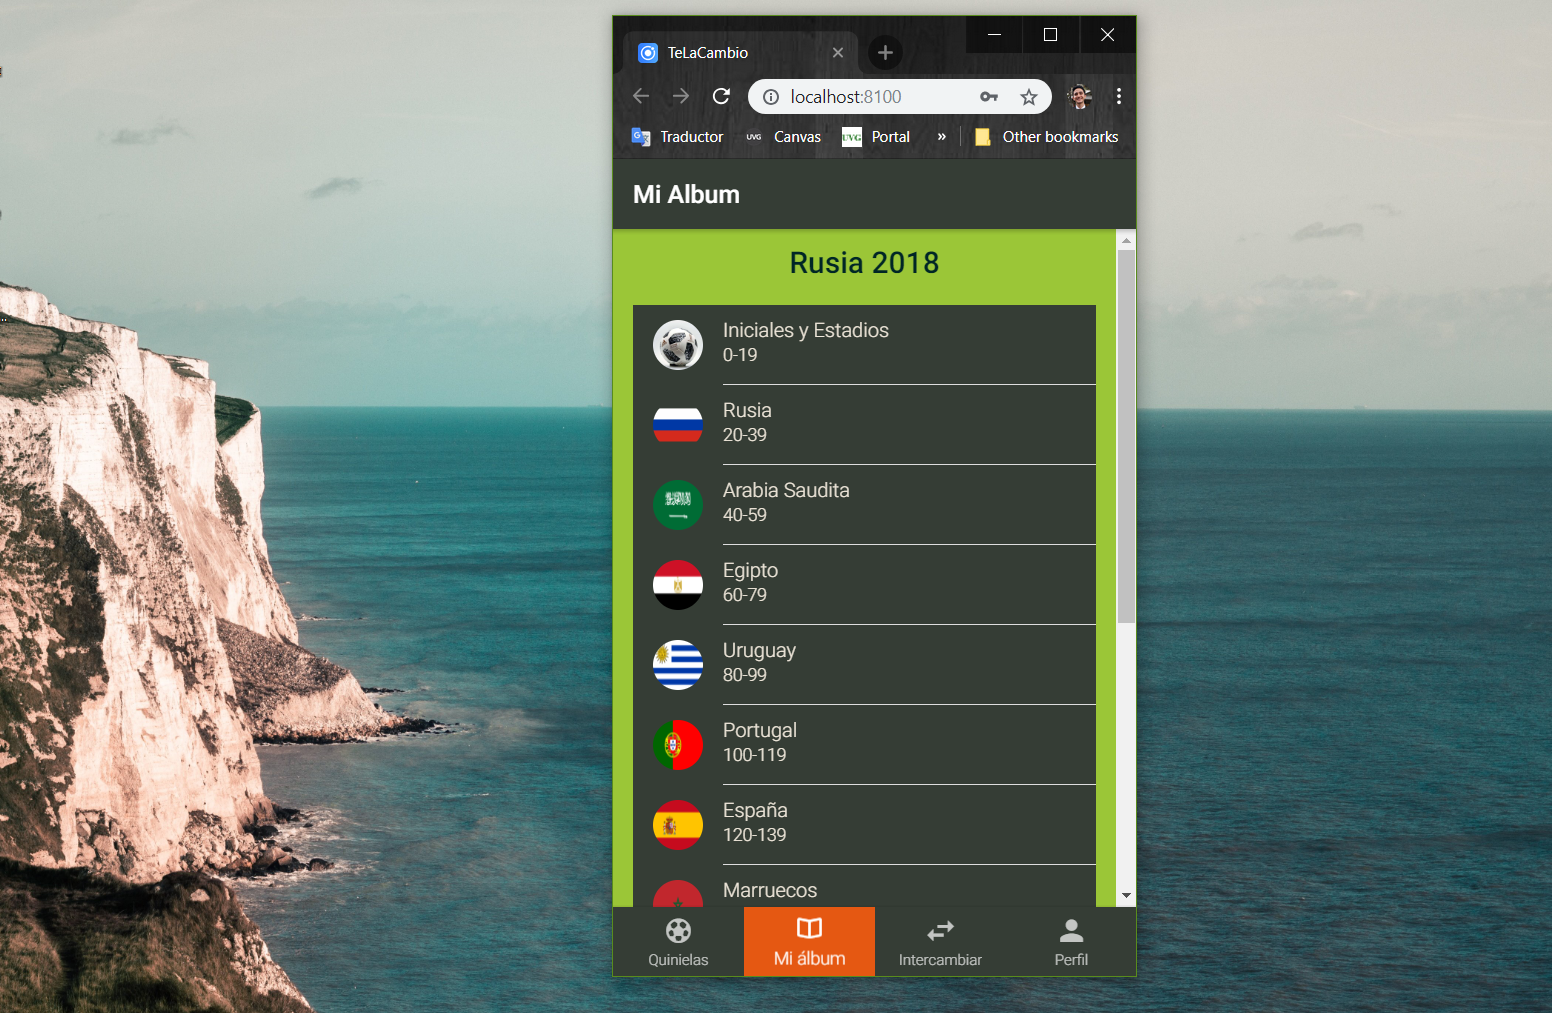 TeLaCambio
localhost:8100
Traductor
UVG
Canvas
UVG
Portal
»
Other bookmarks
Mi Album
Rusia 2018
Iniciales y Estadios
0-19
Rusia
20-39
Arabia Saudita
40-59
Egipto
60-79
Uruguay
80-99
Portugal
100-119
España
120-139
Marruecos
Quinielas
Mi álbum
Intercambiar
Perfil